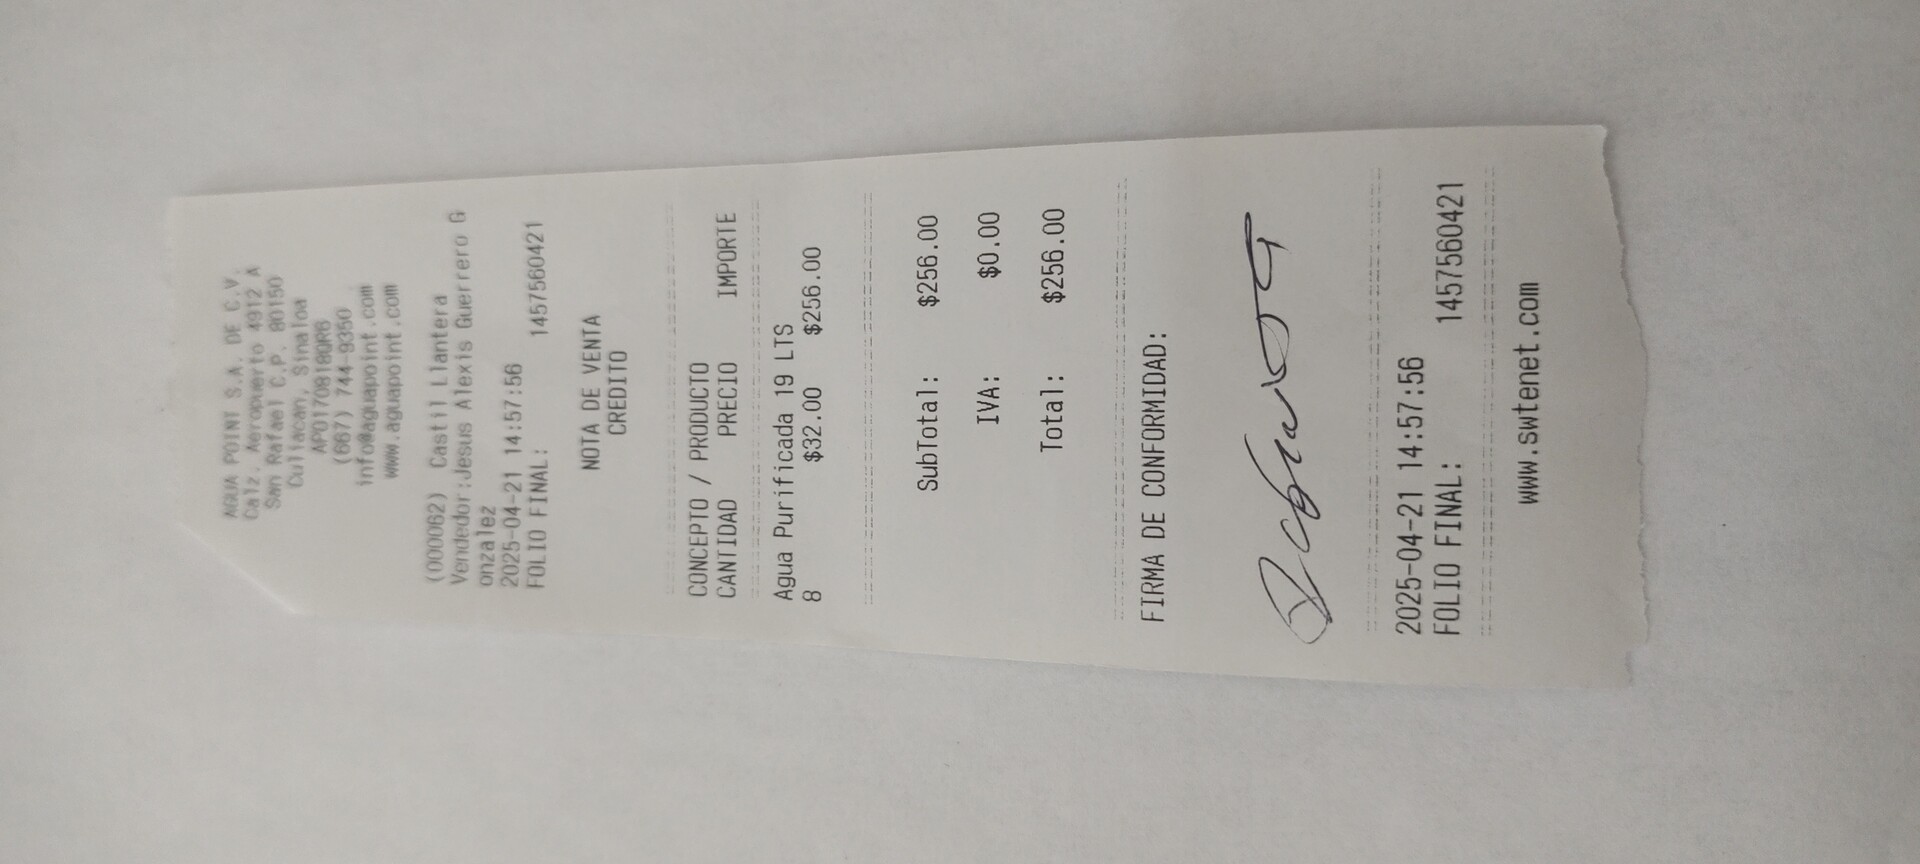 AGUA POINT S.A. DE C.V.
Calz. Aeropuerto 4912 A
San Rafael C.P. 80150
Culiacan, Sinaloa
APO170818QR6
(667) 744-9350
info@aguapoint.com
www.aguapoint.com
(000062) Castil Llantera
Vendedor:Jesus Alexis Guerrero G
onzalez
2025-04-21 14:57:56
FOLIO FINAL: 1457560421
NOTA DE VENTA
CREDITO
CONCEPTO / PRODUCTO
CANTIDAD PRECIO IMPORTE
Agua Purificada 19 LTS
8 $32.00 $256.00
SubTotal: $256.00
IVA: $0.00
Total: $256.00
FIRMA DE CONFORMIDAD:
2025-04-21 14:57:56
FOLIO FINAL: 1457560421
www.swtenet.com